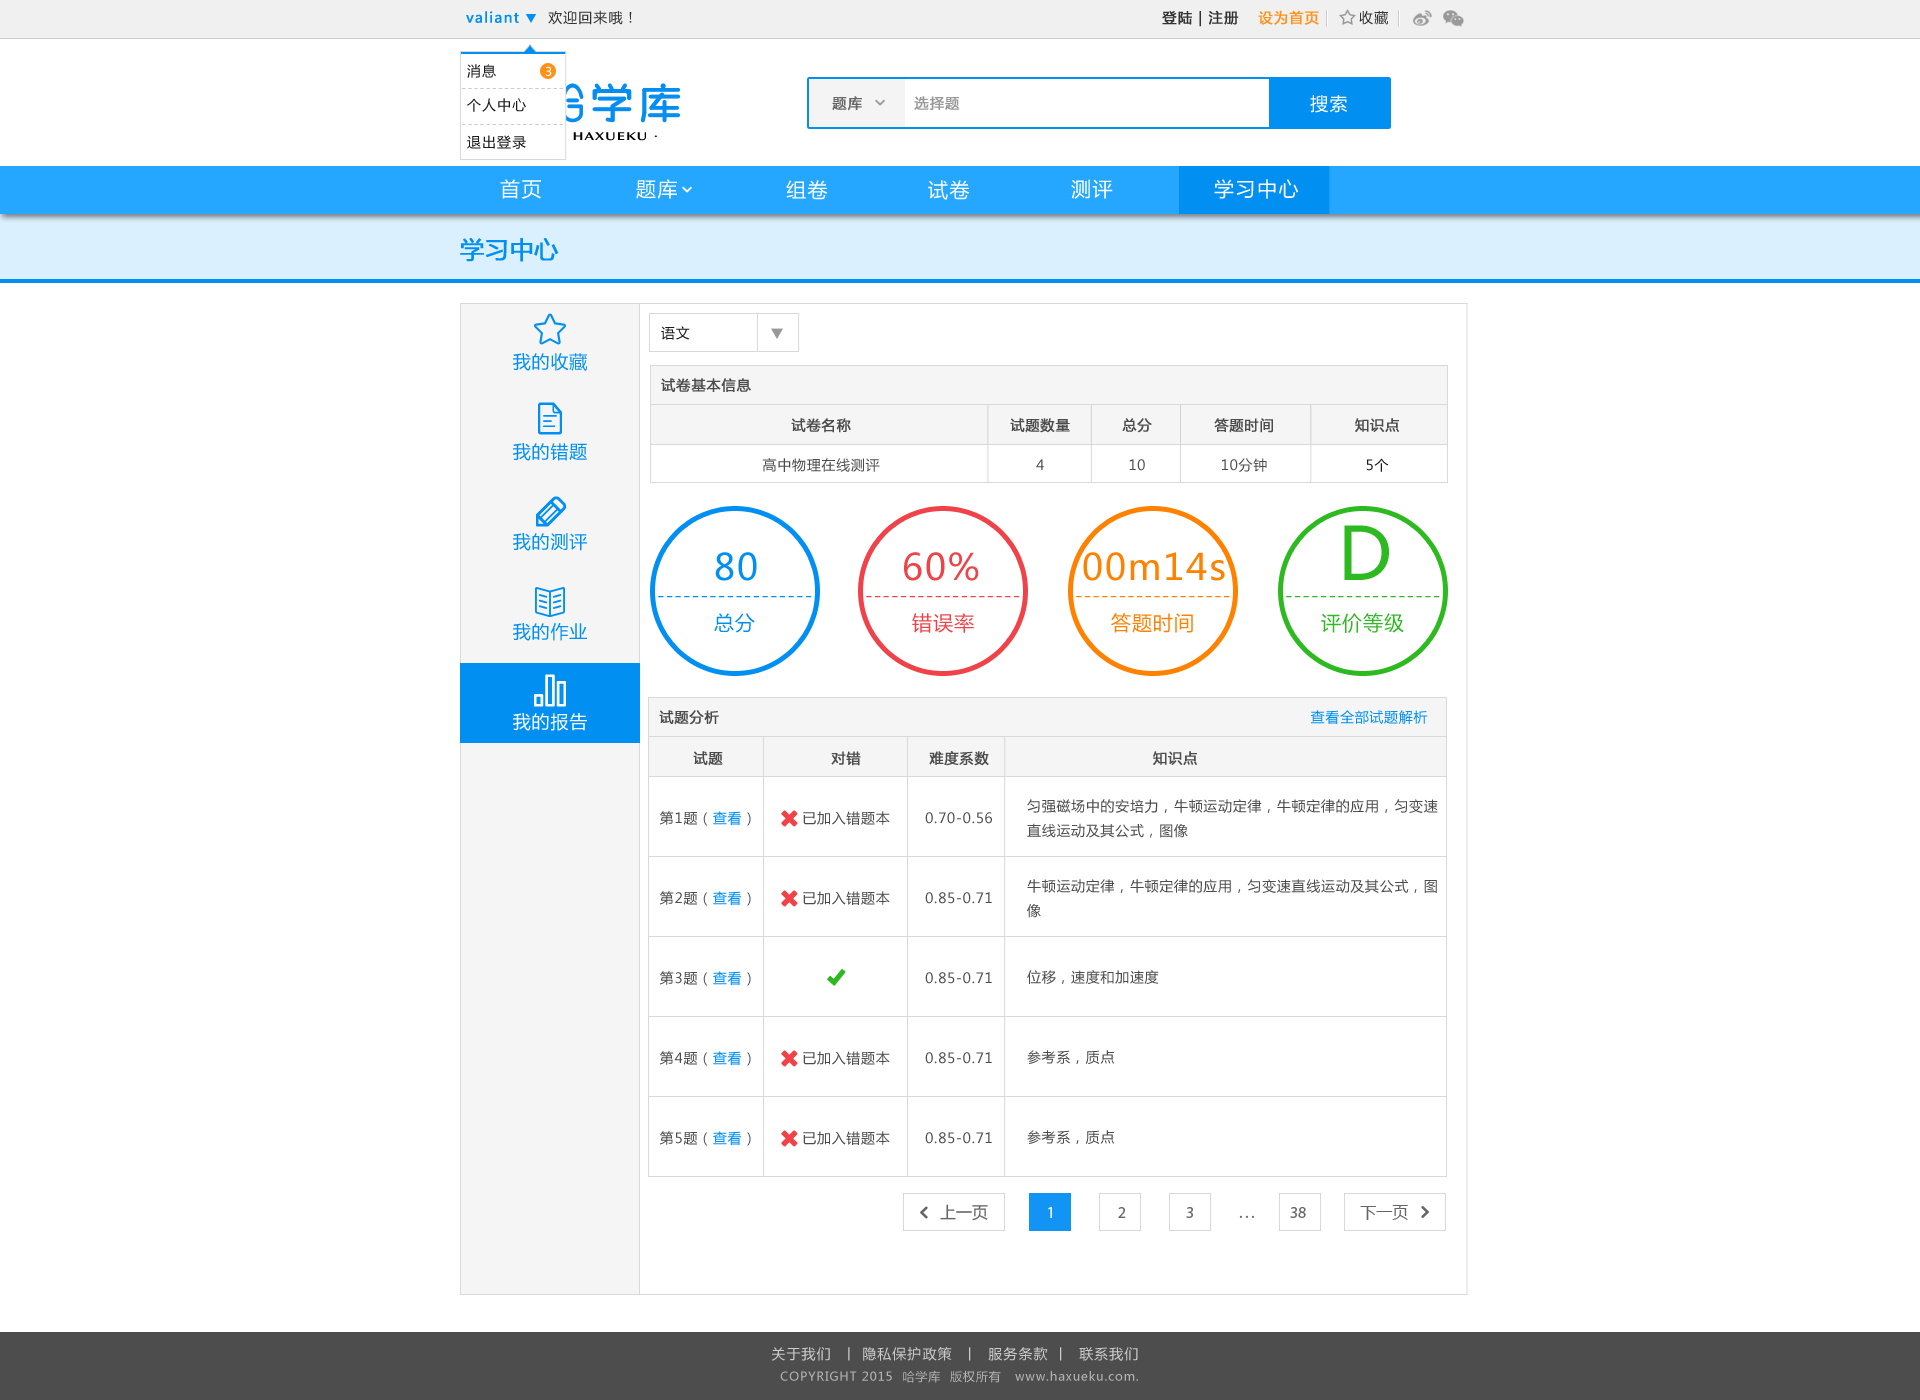 valiant ▼ 欢迎回来哦！
登陆 | 注册 设为首页 收藏
消息 3
个人中心
退出登录
哈学库
HAXUEKU ·
题库 选择题 搜索
首页 题库 组卷 试卷 测评 学习中心
学习中心
我的收藏
我的错题
我的测评
我的作业
我的报告
语文 ▼
试卷基本信息
试卷名称 试题数量 总分 答题时间 知识点
高中物理在线测评 4 10 10分钟 5个
80 60% 00m14s D
总分 错误率 答题时间 评价等级
试题分析 查看全部试题解析
试题 对错 难度系数 知识点
第1题（查看） 已加入错题本 0.70-0.56 匀强磁场中的安培力，牛顿运动定律，牛顿定律的应用，匀变速
直线运动及其公式，图像
第2题（查看） 已加入错题本 0.85-0.71 牛顿运动定律，牛顿定律的应用，匀变速直线运动及其公式，图
像
第3题（查看） 0.85-0.71 位移，速度和加速度
第4题（查看） 已加入错题本 0.85-0.71 参考系，质点
第5题（查看） 已加入错题本 0.85-0.71 参考系，质点
上一页 1 2 3 ... 38 下一页
关于我们 | 隐私保护政策 | 服务条款 | 联系我们
COPYRIGHT 2015 哈学库 版权所有 www.haxueku.com.